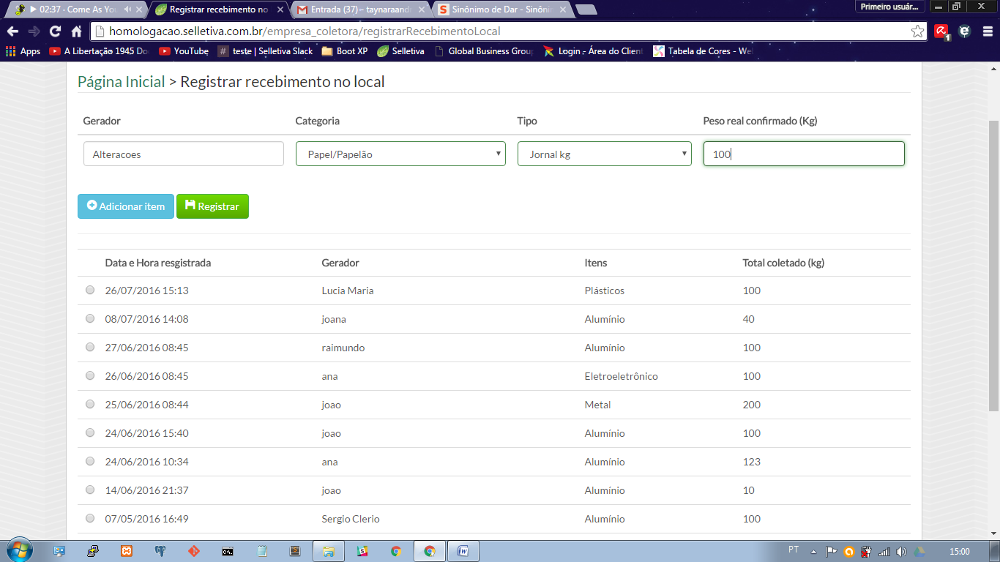 02:37 · Come As You
Registrar recebimento no
Entrada (37) – taynaraand
Sinônimo de Dar - Sinônim
Primeiro usuár...
homologacao.selletiva.com.br/empresa_coletora/registrarRecebimentoLocal
1
Apps
A Libertação 1945 Do
YouTube
teste | Selletiva Slack
Boot XP
Selletiva
Global Business Group
Login - Área do Client
Tabela de Cores - We
Página Inicial > Registrar recebimento no local
Gerador Categoria Tipo Peso real confirmado (Kg)
Alteracoes Papel/Papelão Jornal kg 100
Adicionar item Registrar
Data e Hora resgistrada Gerador Itens Total coletado (kg)
26/07/2016 15:13 Lucia Maria Plásticos 100
08/07/2016 14:08 joana Alumínio 40
27/06/2016 08:45 raimundo Alumínio 100
26/06/2016 08:45 ana Eletroeletrônico 100
25/06/2016 08:44 joao Metal 200
24/06/2016 15:40 joao Alumínio 100
24/06/2016 10:34 ana Alumínio 123
14/06/2016 21:37 joao Alumínio 10
07/05/2016 16:49 Sergio Clerio Alumínio 100
PT 15:00